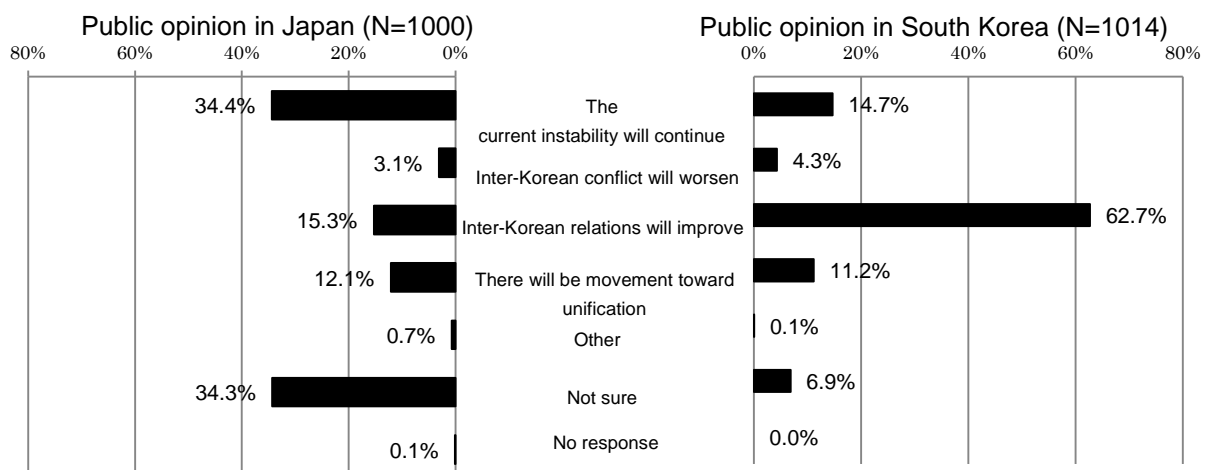 Public opinion in Japan (N=1000)
Public opinion in South Korea (N=1014)
80% 60% 40% 20% 0%
0% 20% 40% 60% 80%
34.4%
The
current instability will continue
14.7%
3.1%
Inter-Korean conflict will worsen
4.3%
15.3%
Inter-Korean relations will improve
62.7%
12.1%
There will be movement toward
unification
11.2%
0.7%
Other
0.1%
34.3%
Not sure
6.9%
0.1%
No response
0.0%